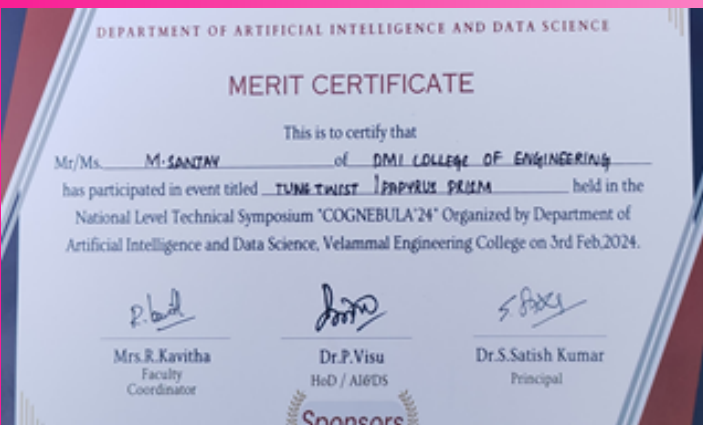 DEPARTMENT OF ARTIFICIAL INTELLIGENCE AND DATA SCIENCE
MERIT CERTIFICATE
This is to certify that
Mr/Ms. M.SANJAY of DMI COLLEGE OF ENGINEERING
has participated in event titled TUNE TWIST / PAPYRUS PRISM held in the
National Level Technical Symposium "COGNEBULA'24" Organized by Department of
Artificial Intelligence and Data Science, Velammal Engineering College on 3rd Feb,2024.
Mrs.R.Kavitha
Faculty
Coordinator
Dr.P.Visu
HoD / AI&DS
Dr.S.Satish Kumar
Principal
Sponsors